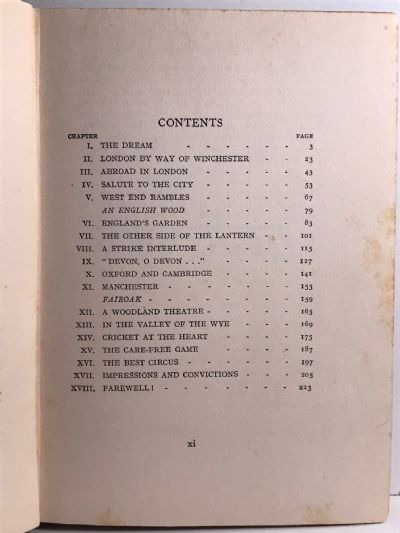 CONTENTS
CHAPTER PAGE
I. THE DREAM - - - - - - 3
II. LONDON BY WAY OF WINCHESTER - - - 23
III. ABROAD IN LONDON - - - - - 43
IV. SALUTE TO THE CITY - - - - - 53
V. WEST END RAMBLES - - - - - 67
AN ENGLISH WOOD - - - - - 79
VI. ENGLAND'S GARDEN - - - - - 83
VII. THE OTHER SIDE OF THE LANTERN - - - 101
VIII. A STRIKE INTERLUDE - - - - - 115
IX. "DEVON, O DEVON . . ." - - - - 127
X. OXFORD AND CAMBRIDGE - - - - 141
XI. MANCHESTER - - - - - - 153
FAIROAK - - - - - - 159
XII. A WOODLAND THEATRE - - - - - 163
XIII. IN THE VALLEY OF THE WYE - - - - 169
XIV. CRICKET AT THE HEART - - - - 175
XV. THE CARE-FREE GAME - - - - 187
XVI. THE BEST CIRCUS - - - - - 197
XVII. IMPRESSIONS AND CONVICTIONS - - - 205
XVIII. FAREWELL! - - - - - - 223
xi